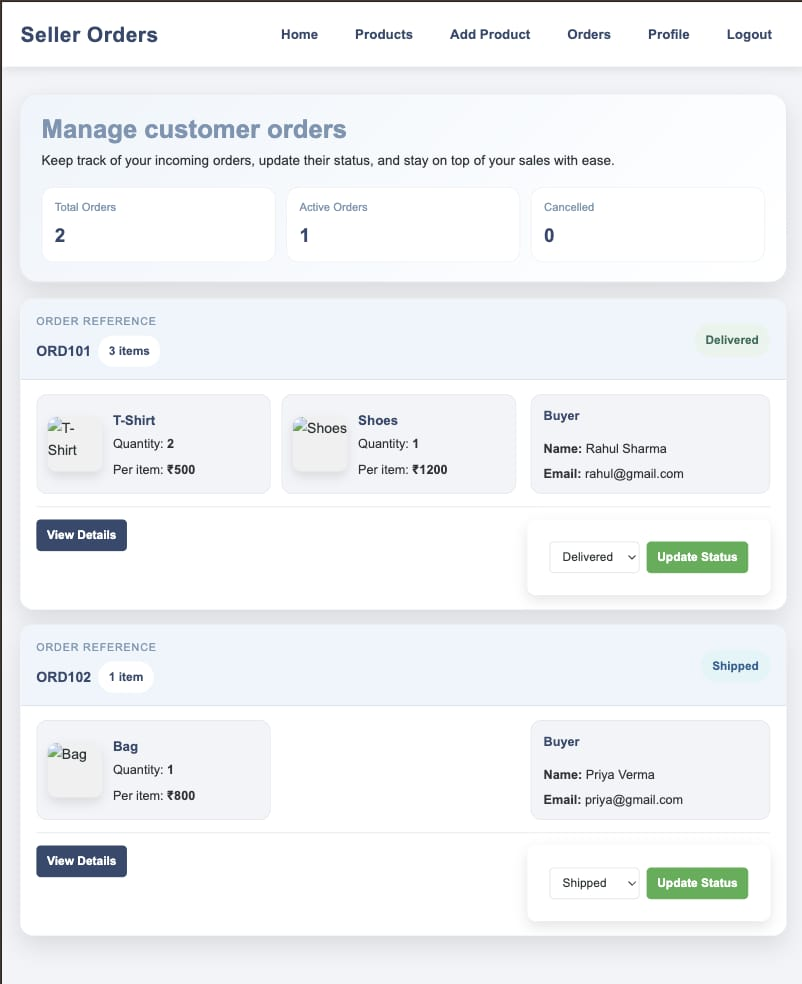 Seller Orders
Home Products Add Product Orders Profile Logout
Manage customer orders
Keep track of your incoming orders, update their status, and stay on top of your sales with ease.
Total Orders
2
Active Orders
1
Cancelled
0
ORDER REFERENCE
ORD101 3 items
Delivered
T-
Shirt
T-Shirt
Quantity: 2
Per item: ₹500
Shoes
Shoes
Quantity: 1
Per item: ₹1200
Buyer
Name: Rahul Sharma
Email: rahul@gmail.com
View Details
Delivered Update Status
ORDER REFERENCE
ORD102 1 item
Shipped
Bag
Bag
Quantity: 1
Per item: ₹800
Buyer
Name: Priya Verma
Email: priya@gmail.com
View Details
Shipped Update Status